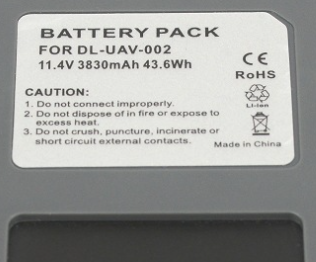 BATTERY PACK
FOR DL-UAV-002
11.4V 3830mAh 43.6Wh
CE
RoHS
Li-ion
CAUTION:
1. Do not connect improperly.
2. Do not dispose of in fire or expose to
excess heat.
3. Do not crush, puncture, incinerate or
short circuit external contacts.
Made in China